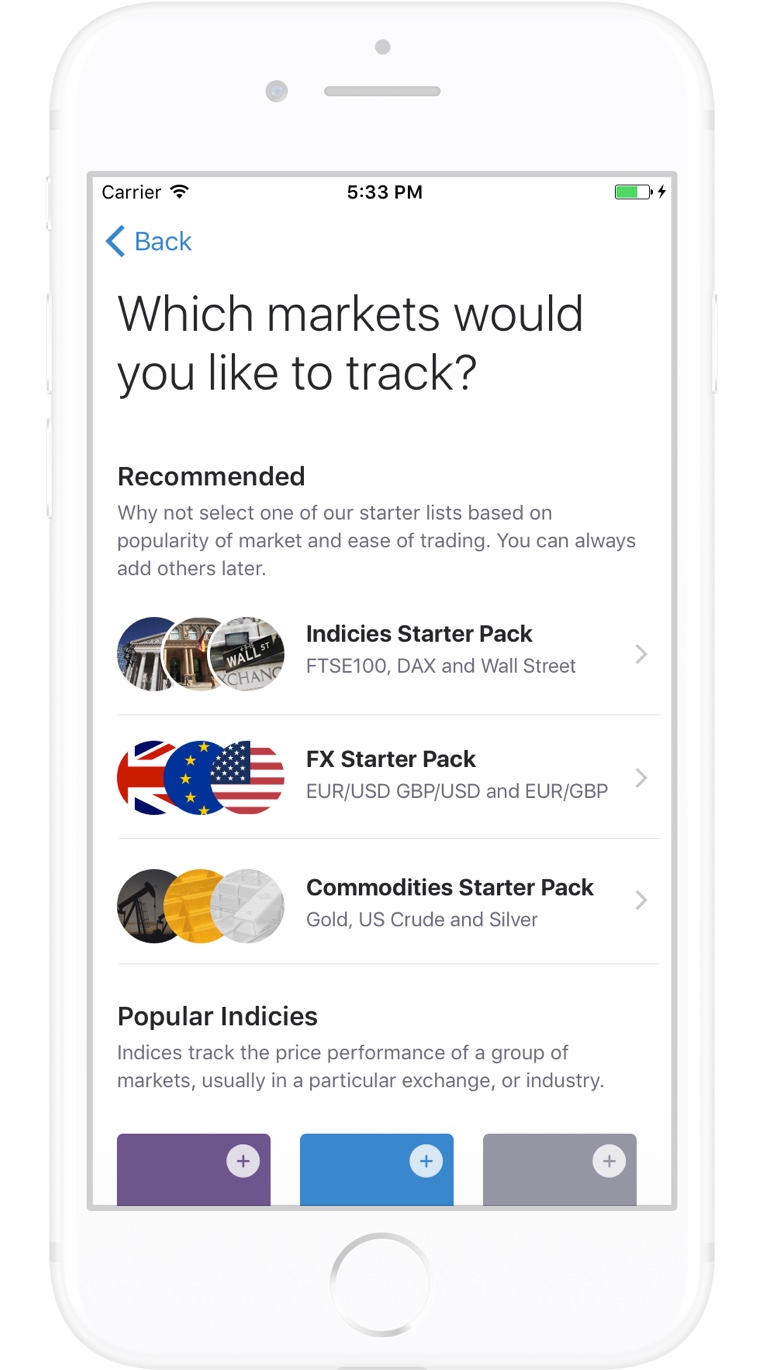 Carrier
5:33 PM
Back
Which markets would
you like to track?
Recommended
Why not select one of our starter lists based on
popularity of market and ease of trading. You can always
add others later.
WALL ST
XCHANG
Indicies Starter Pack
FTSE100, DAX and Wall Street
FX Starter Pack
EUR/USD GBP/USD and EUR/GBP
Commodities Starter Pack
Gold, US Crude and Silver
Popular Indicies
Indices track the price performance of a group of
markets, usually in a particular exchange, or industry.